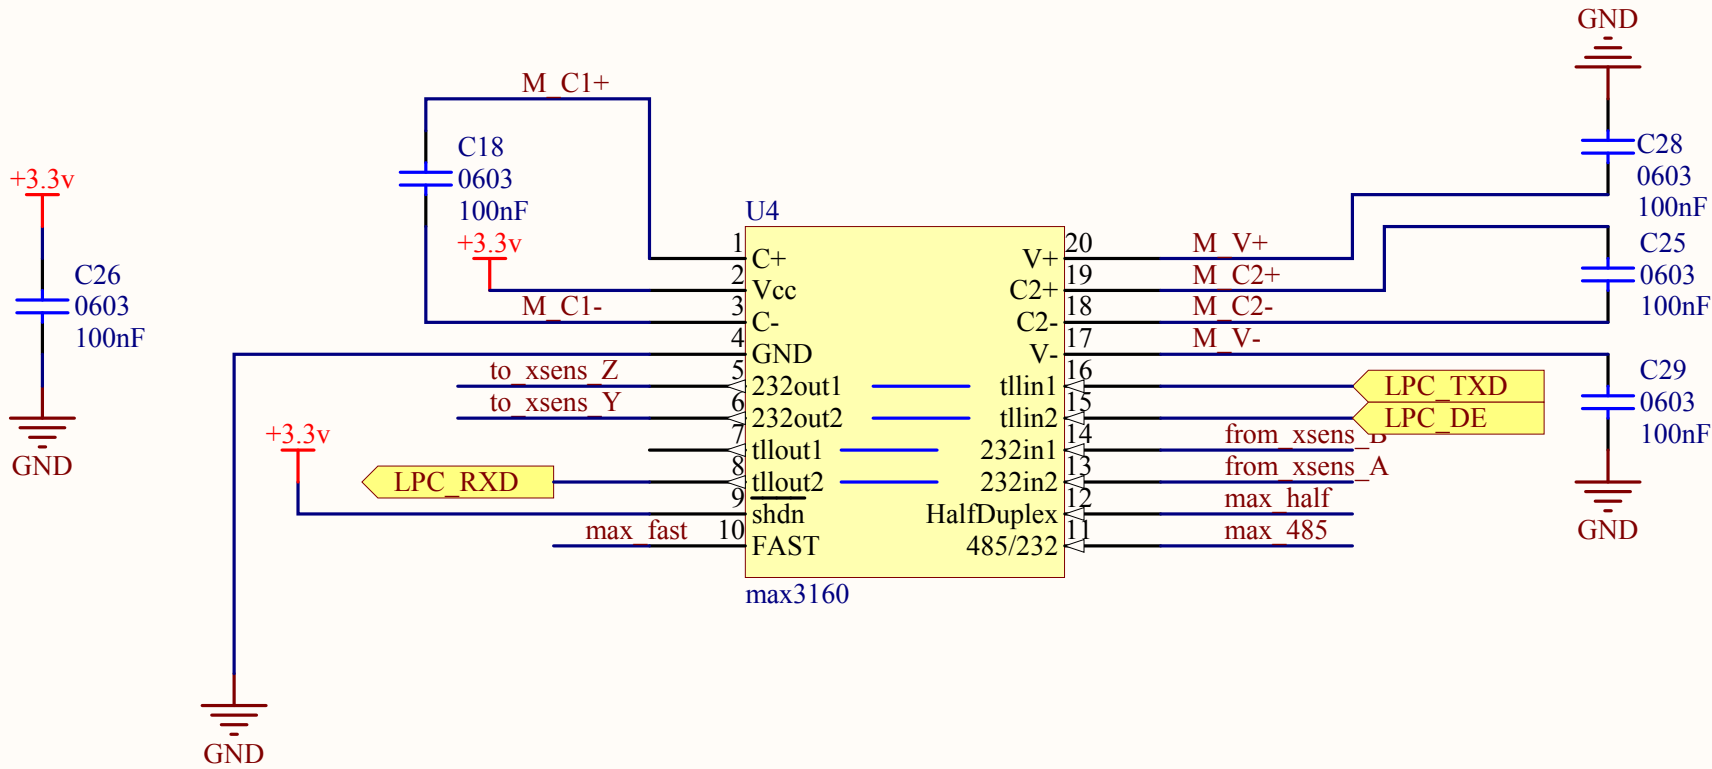 GND
M_C1+
C18
0603
100nF
C28
0603
100nF
+3.3v
C26
0603
100nF
+3.3v
M_C1-
U4
1
C+
2
Vcc
3
C-
4
GND
5
232out1
6
232out2
7
tllout1
8
tllout2
9
shdn
10
FAST
20
V+
19
C2+
18
C2-
17
V-
16
tllin1
15
tllin2
14
232in1
13
232in2
12
HalfDuplex
11
485/232
max3160
M_V+
M_C2+
M_C2-
M_V-
C25
0603
100nF
C29
0603
100nF
to_xsens_Z
to_xsens_Y
LPC_TXD
LPC_DE
from_xsens_B
from_xsens_A
max_half
max_485
GND
+3.3v
LPC_RXD
max_fast
GND
GND